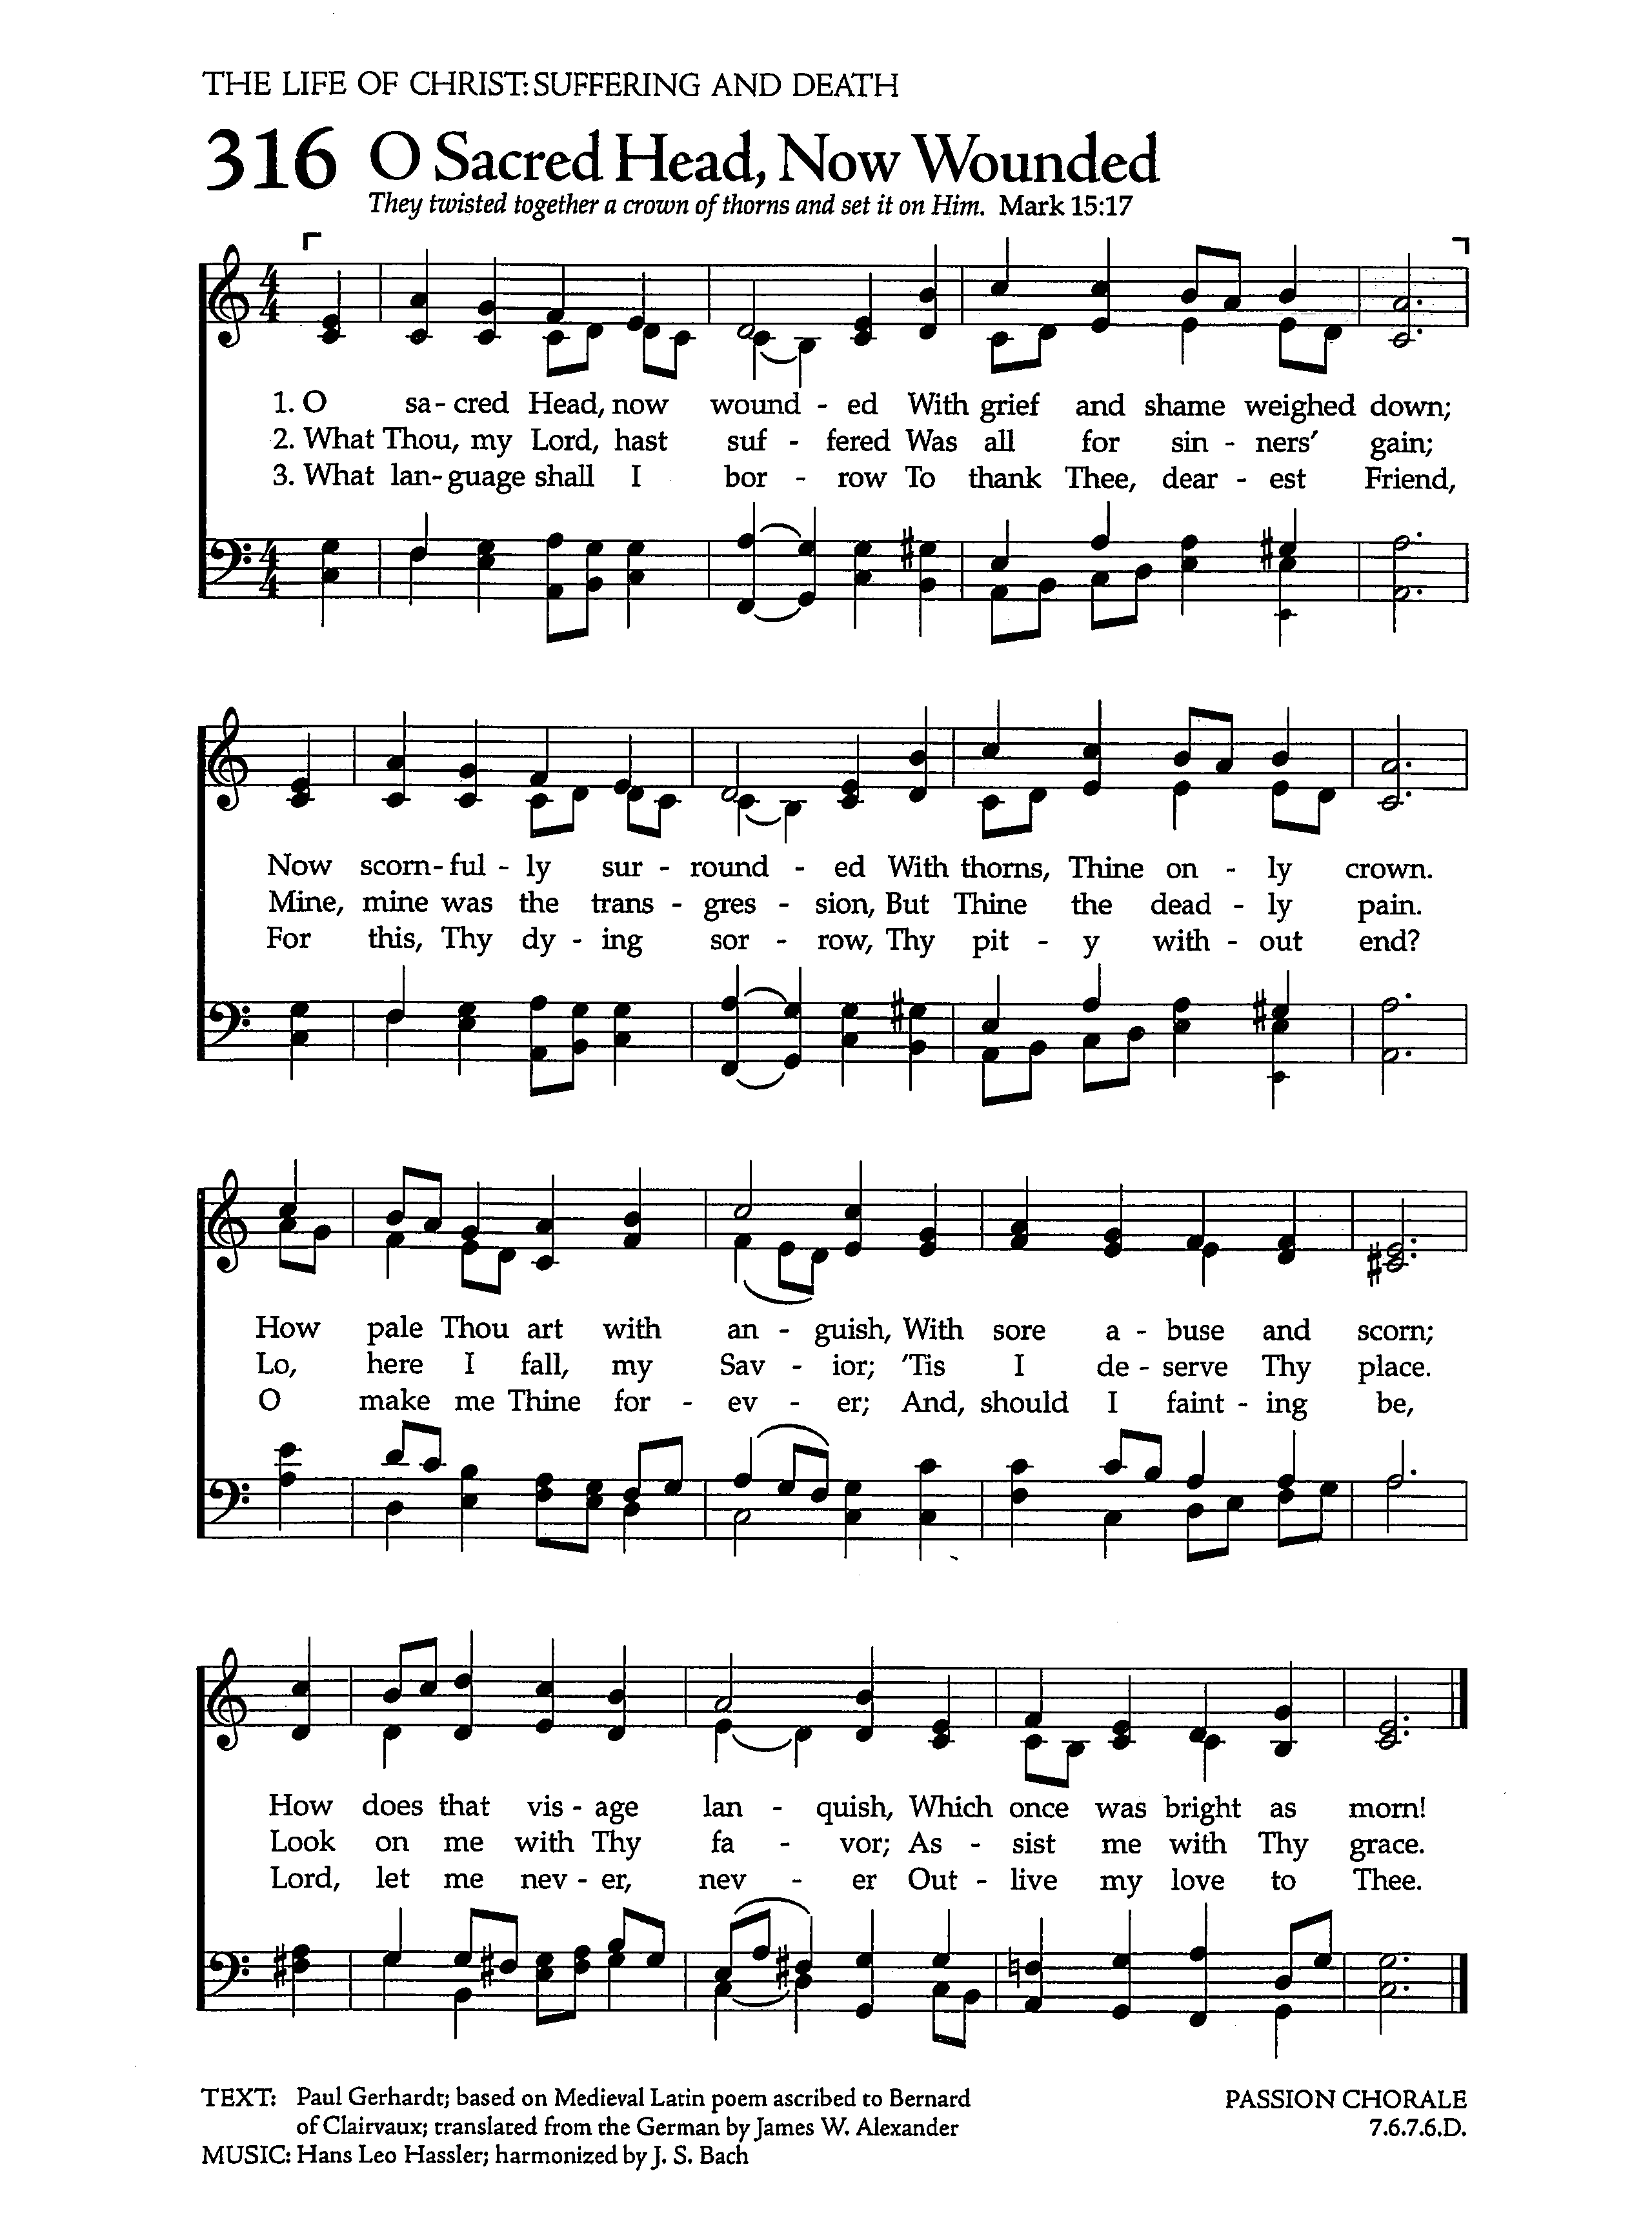 THE LIFE OF CHRIST: SUFFERING AND DEATH
316 O Sacred Head, Now Wounded
They twisted together a crown of thorns and set it on Him. Mark 15:17
1. O sa - cred Head, now wound - ed With grief and shame weighed down;
2. What Thou, my Lord, hast suf - fered Was all for sin - ners’ gain;
3. What lan - guage shall I bor - row To thank Thee, dear - est Friend,
Now scorn - ful - ly sur - round - ed With thorns, Thine on - ly crown.
Mine, mine was the trans - gres - sion, But Thine the dead - ly pain.
For this, Thy dy - ing sor - row, Thy pit - y with - out end?
How pale Thou art with an - guish, With sore a - buse and scorn;
Lo, here I fall, my Sav - ior; ’Tis I de - serve Thy place.
O make me Thine for - ev - er; And, should I faint - ing be,
How does that vis - age lan - quish, Which once was bright as morn!
Look on me with Thy fa - vor; As - sist me with Thy grace.
Lord, let me nev - er, nev - er Out - live my love to Thee.
TEXT: Paul Gerhardt; based on Medieval Latin poem ascribed to Bernard
of Clairvaux; translated from the German by James W. Alexander
MUSIC: Hans Leo Hassler; harmonized by J. S. Bach
PASSION CHORALE
7.6.7.6.D.